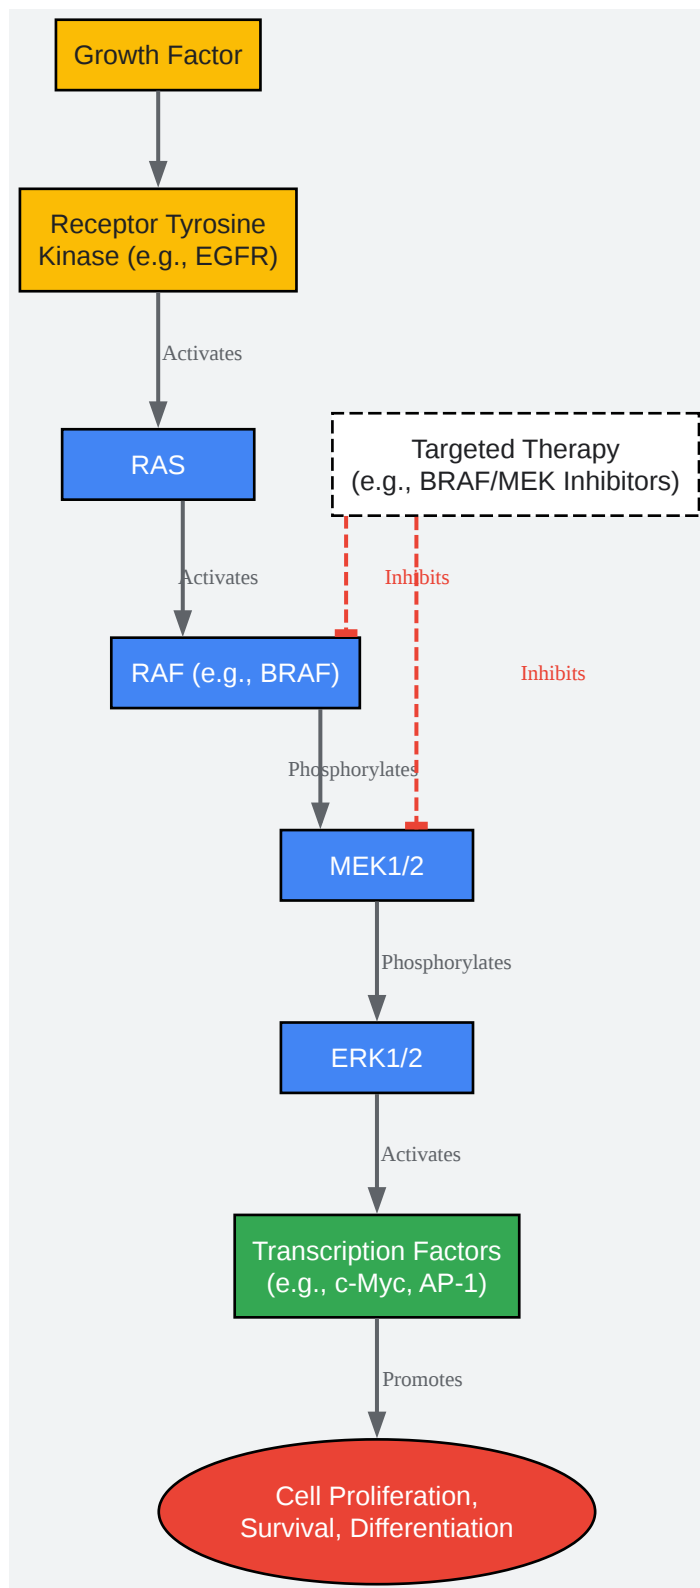 Growth Factor
Receptor Tyrosine
Kinase (e.g., EGFR)
Activates
RAS
Targeted Therapy
(e.g., BRAF/MEK Inhibitors)
Activates
Inhibits
RAF (e.g., BRAF)
Inhibits
Phosphorylates
MEK1/2
Phosphorylates
ERK1/2
Activates
Transcription Factors
(e.g., c-Myc, AP-1)
Promotes
Cell Proliferation,
Survival, Differentiation